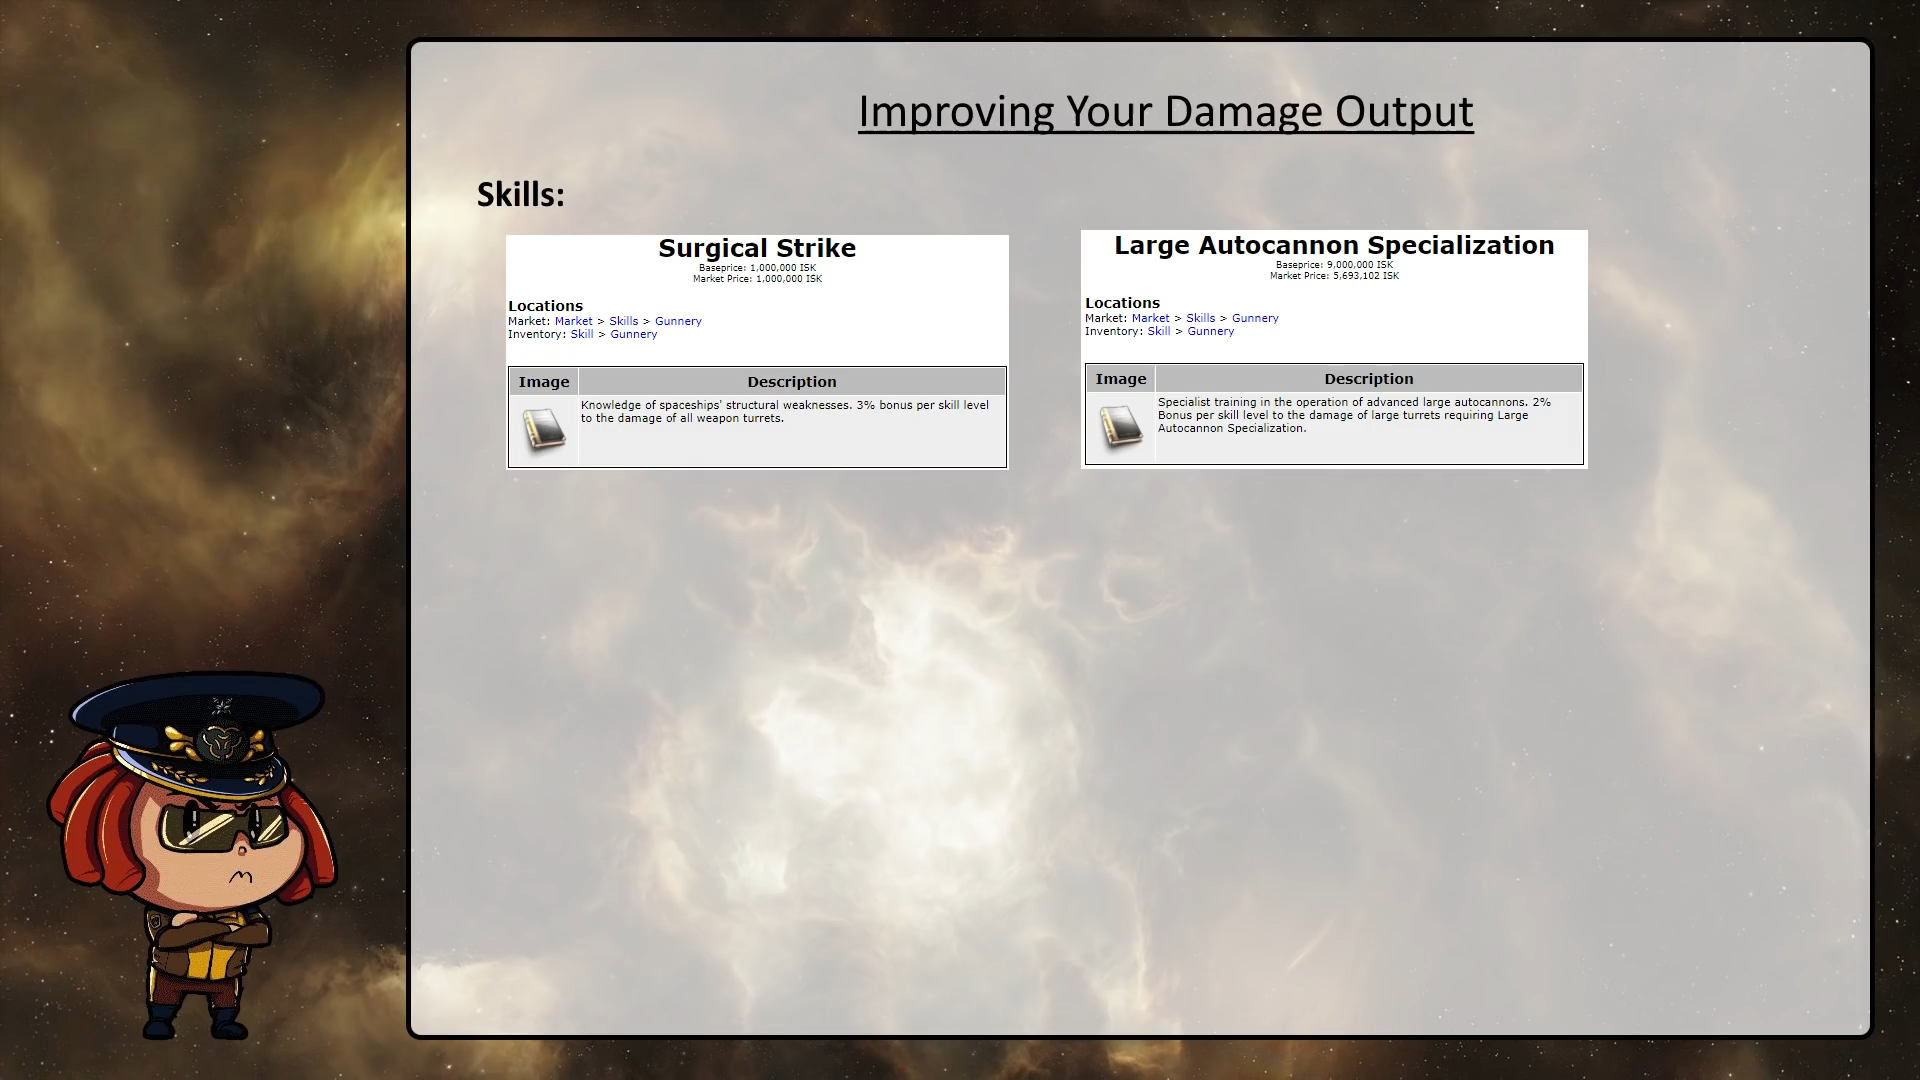 Improving Your Damage Output
Skills:
Surgical Strike
Baseprice: 1,000,000 ISK
Market Price: 1,000,000 ISK
Locations
Market: Market > Skills > Gunnery
Inventory: Skill > Gunnery
Image Description
Knowledge of spaceships' structural weaknesses. 3% bonus per skill level
to the damage of all weapon turrets.
Large Autocannon Specialization
Baseprice: 9,000,000 ISK
Market Price: 5,693,102 ISK
Locations
Market: Market > Skills > Gunnery
Inventory: Skill > Gunnery
Image Description
Specialist training in the operation of advanced large autocannons. 2%
Bonus per skill level to the damage of large turrets requiring Large
Autocannon Specialization.